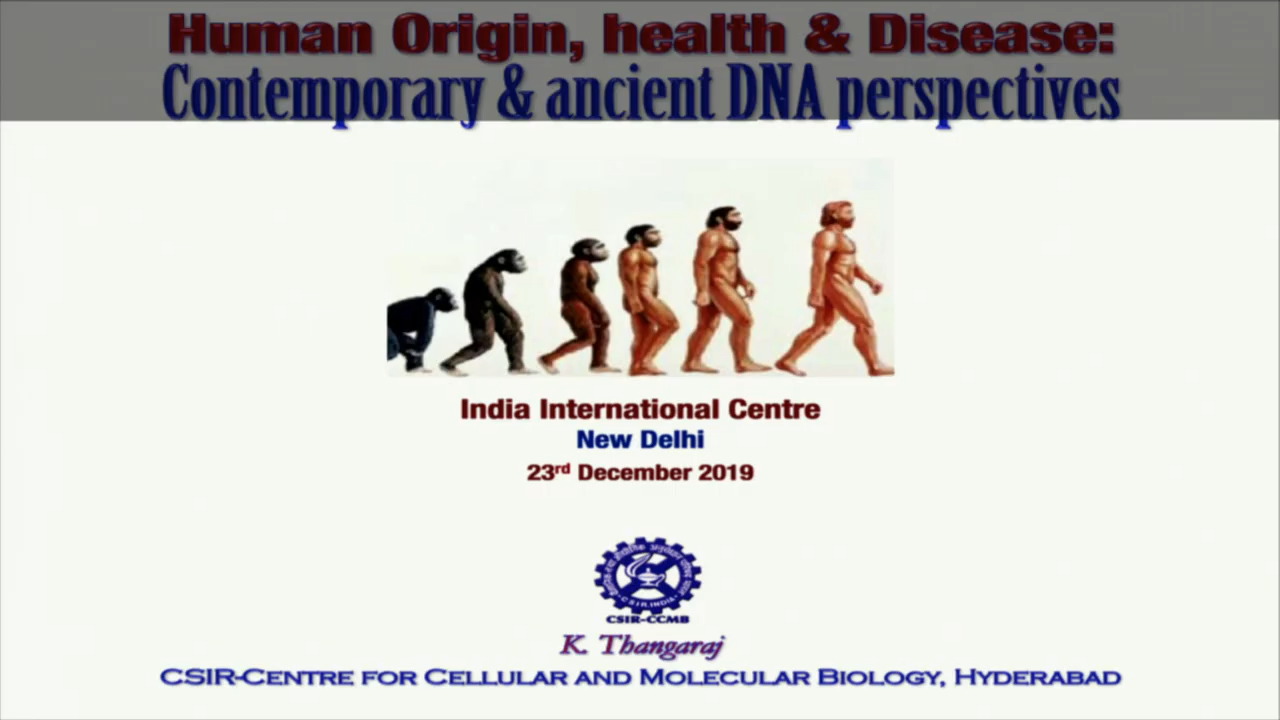 Human Origin, health & Disease:
Contemporary & ancient DNA perspectives
India International Centre
New Delhi
23rd December 2019
C S I R, INDIA
CSIR-CCMB
K. Thangaraj
CSIR-Centre for Cellular and Molecular Biology, Hyderabad